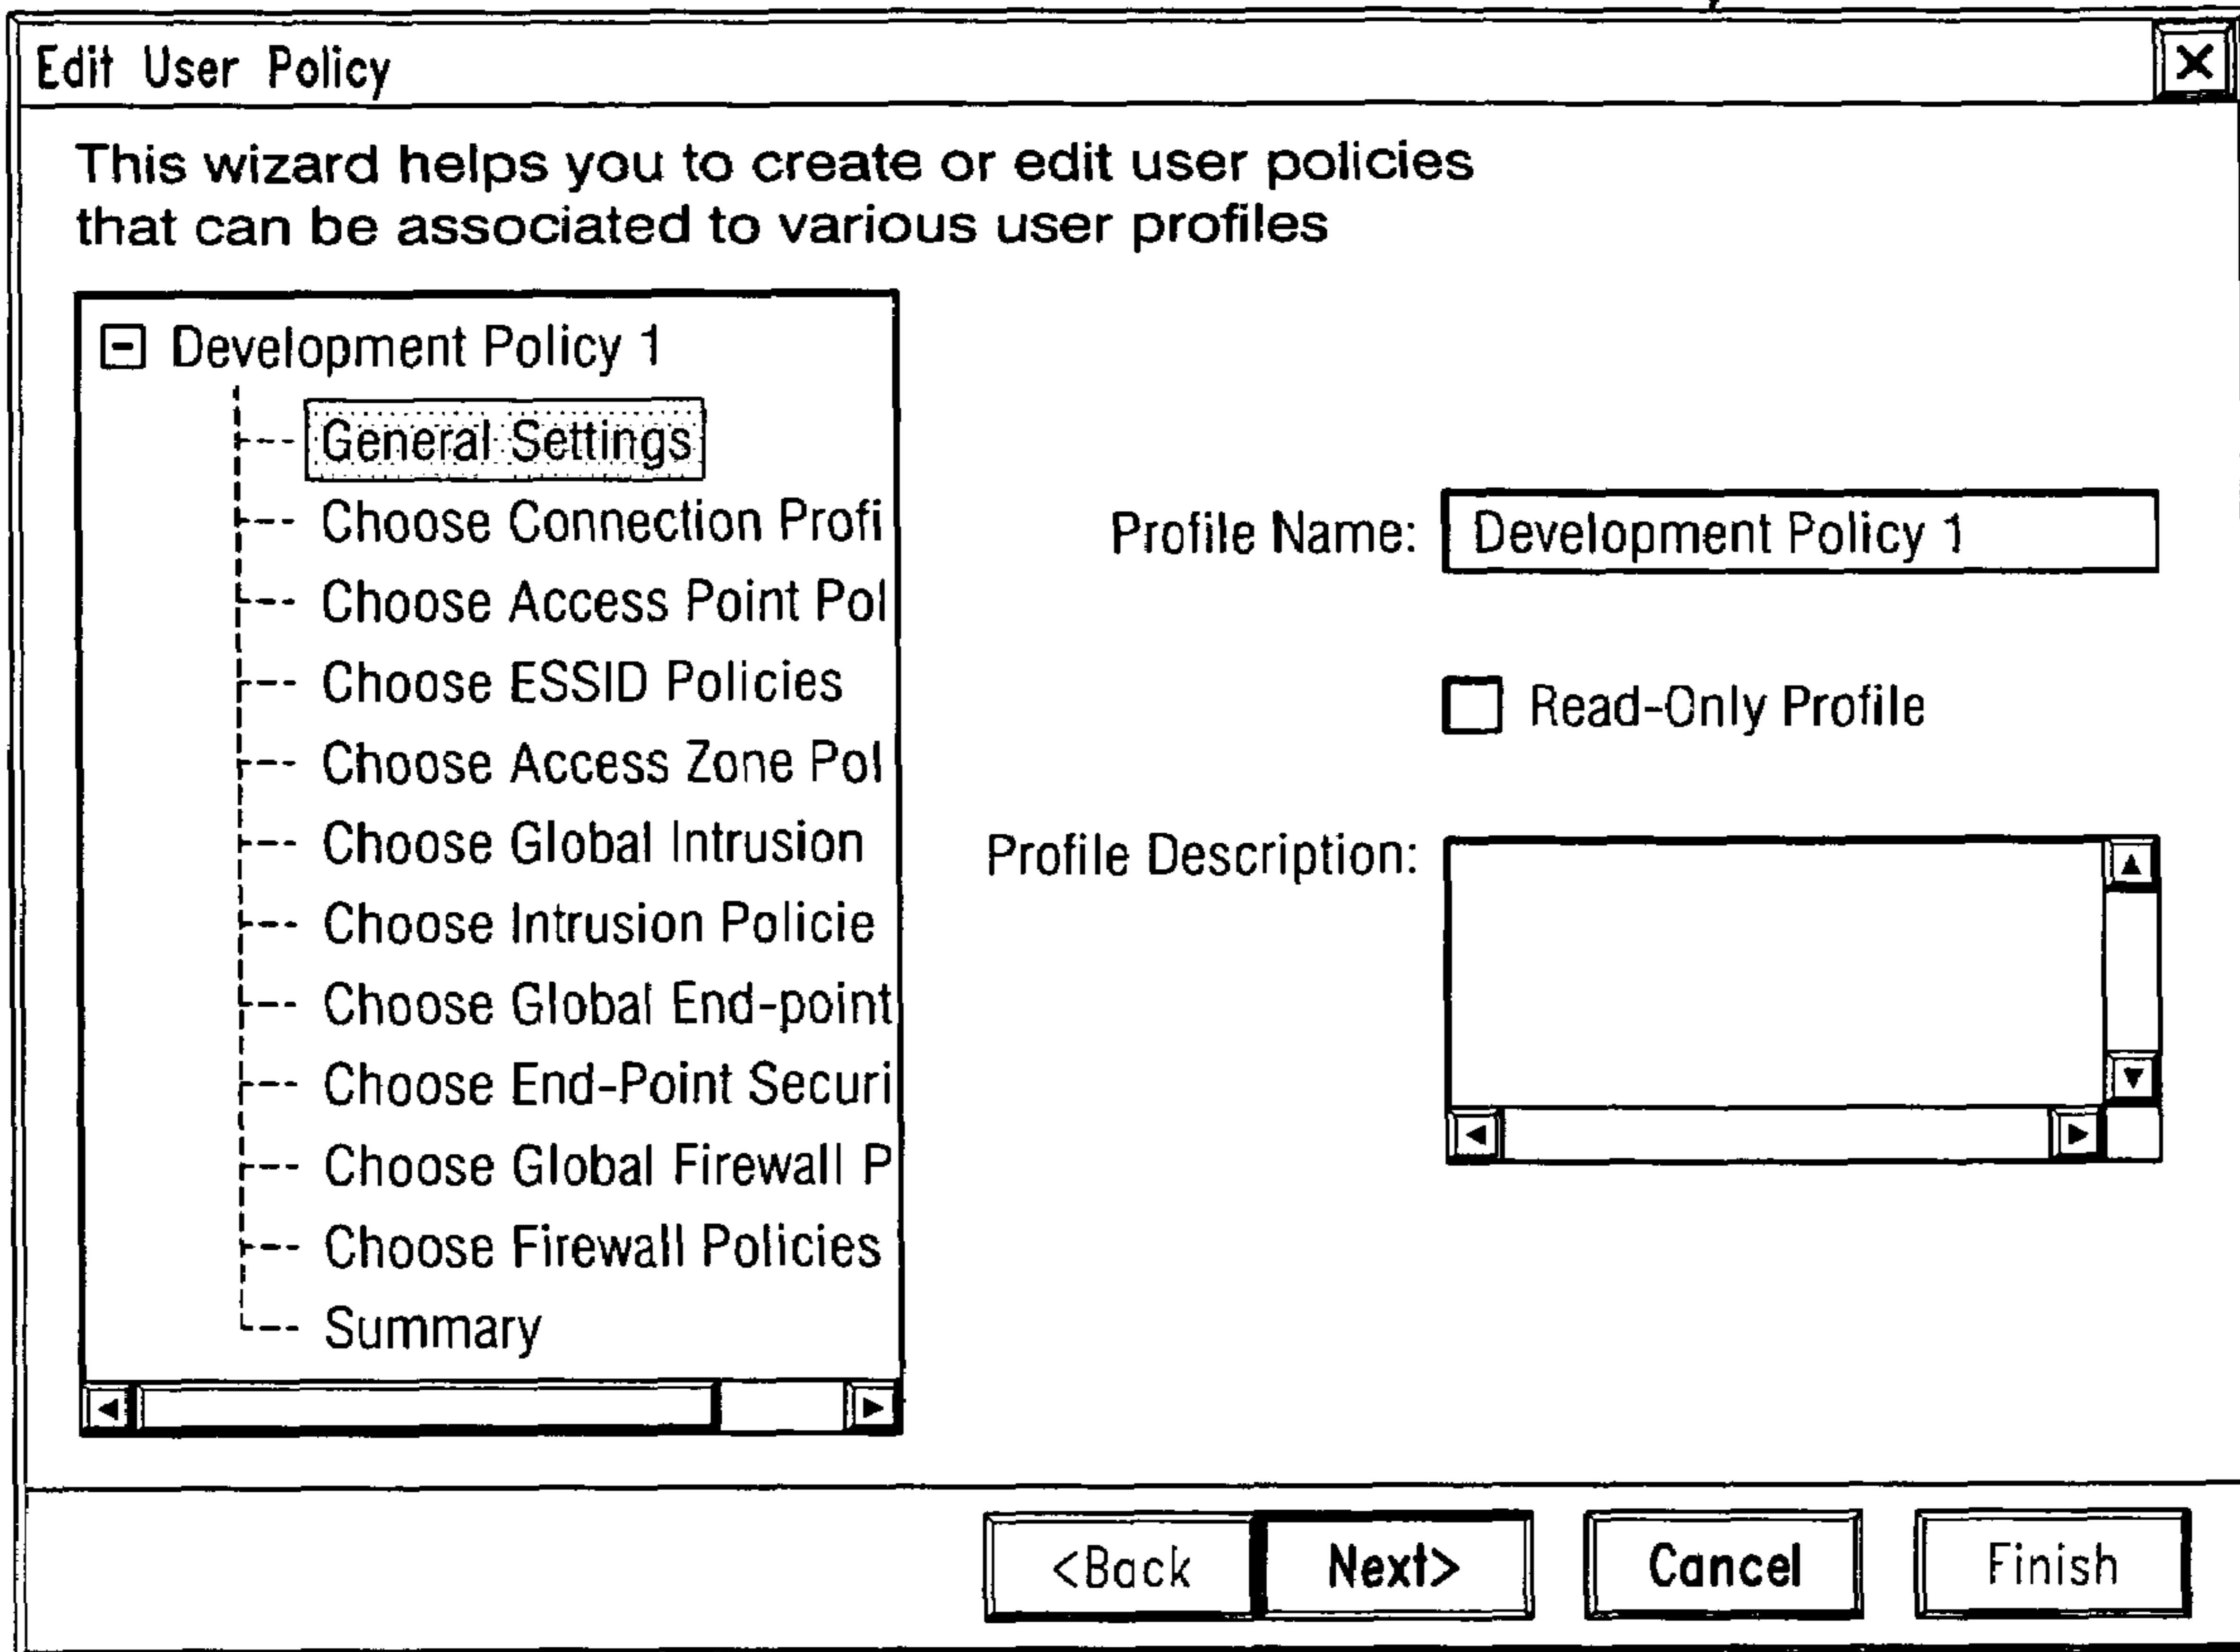 Edit User Policy
This wizard helps you to create or edit user policies
that can be associated to various user profiles
Development Policy 1
General Settings
Choose Connection Profi
Choose Access Point Pol
Choose ESSID Policies
Choose Access Zone Pol
Choose Global Intrusion
Choose Intrusion Policie
Choose Global End-point
Choose End-Point Securi
Choose Global Firewall P
Choose Firewall Policies
Summary
Profile Name: Development Policy 1
Read-Only Profile
Profile Description:
<Back Next> Cancel Finish